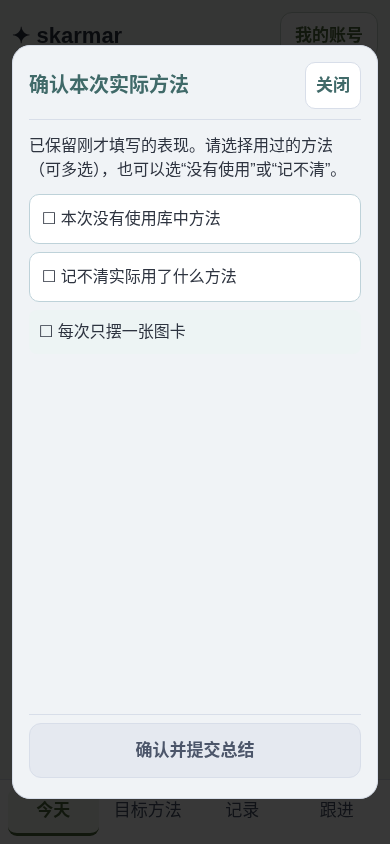 ✦ skarmar
我的账号
确认本次实际方法
关闭
已保留刚才填写的表现。请选择用过的方法
（可多选），也可以选“没有使用”或“记不清”。
☐ 本次没有使用库中方法
☐ 记不清实际用了什么方法
☐ 每次只摆一张图卡
确认并提交总结
今天
目标方法
记录
跟进